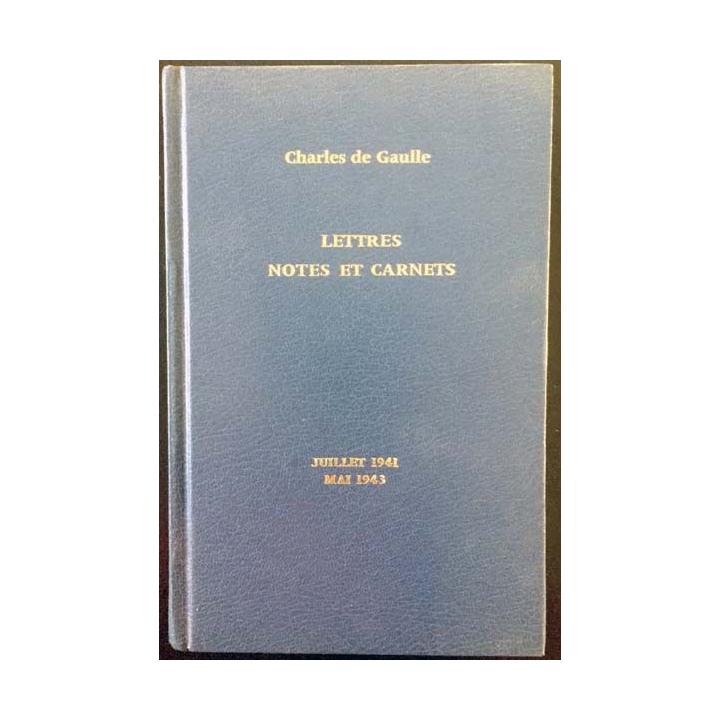 Charles de Gaulle
LETTRES
NOTES ET CARNETS
JUILLET 1941
MAI 1943